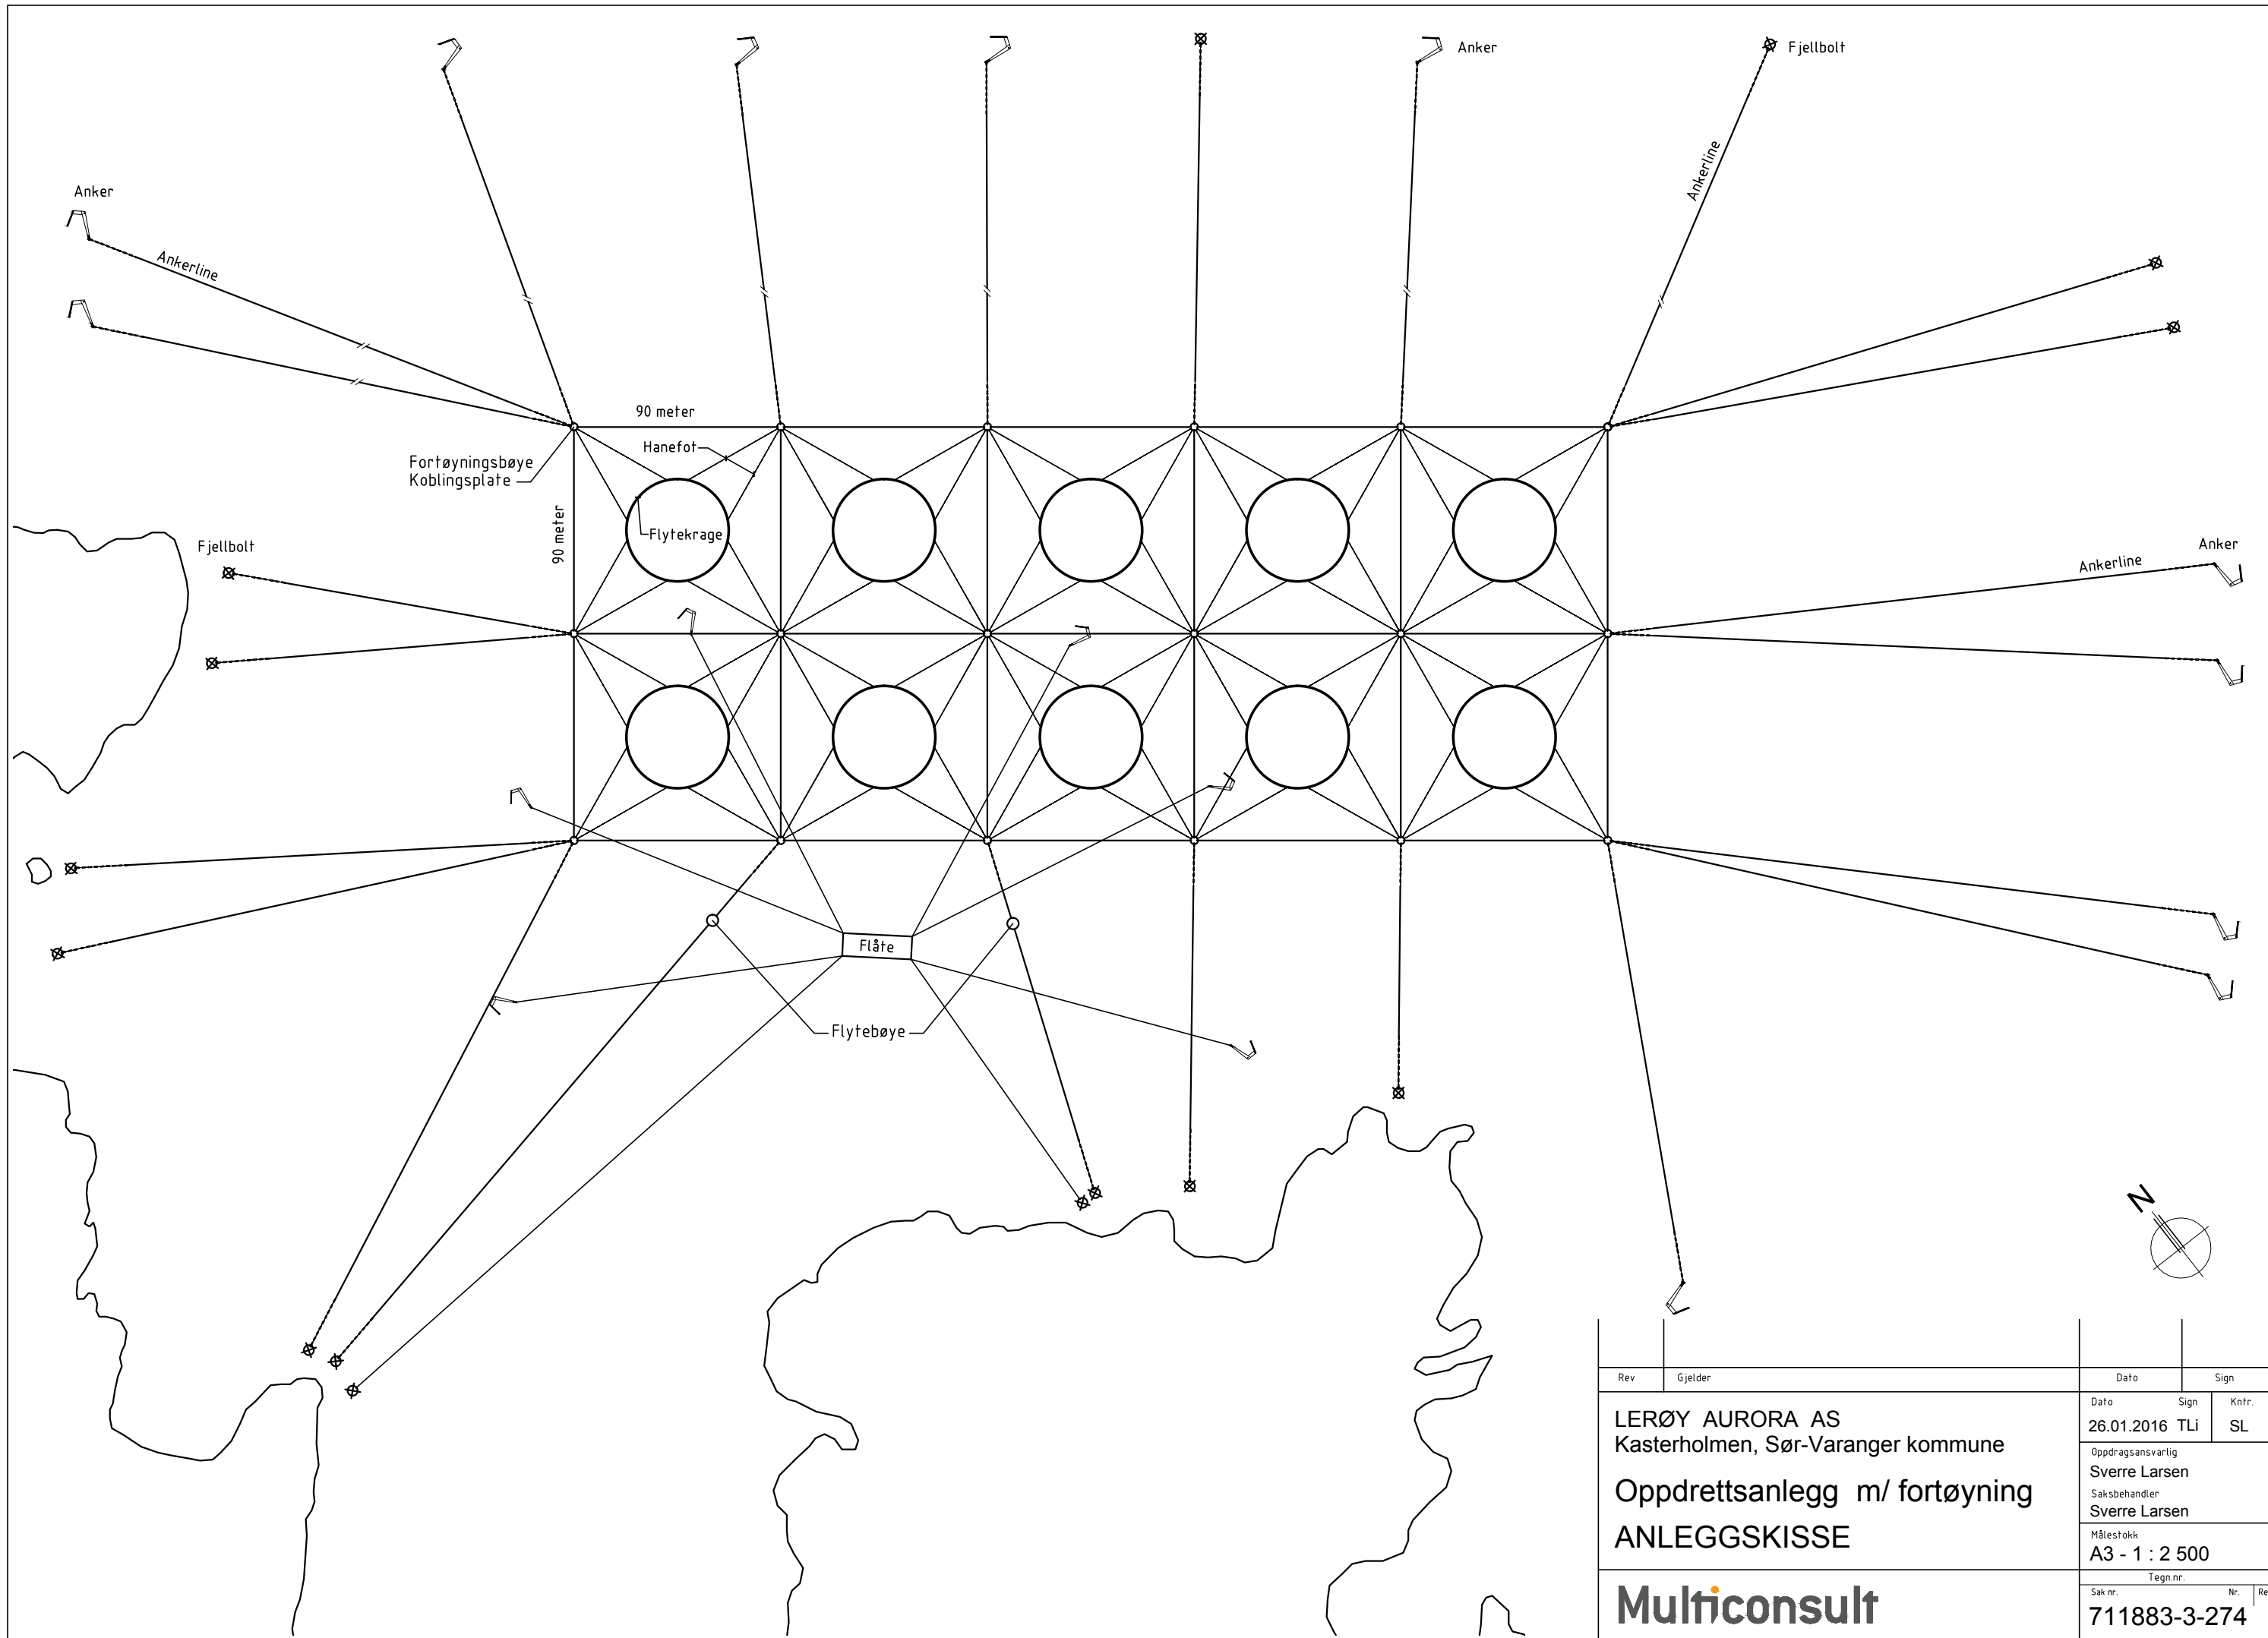 Anker
Fjellbolt
Ankerline
Anker
Ankerline
90 meter
Hanefot
Fortøyningsbøye
Koblingsplate
90 meter
Flytekrage
Fjellbolt
Anker
Ankerline
Flåte
Flytebøye
N
Rev
Gjelder
Dato
Sign
LERØY AURORA AS
Kasterholmen, Sør-Varanger kommune
Oppdrettsanlegg m/ fortøyning
ANLEGGSKISSE
Multiconsult
Dato
Sign
Kntr.
26.01.2016
TLi
SL
Oppdragsansvarlig
Sverre Larsen
Saksbehandler
Sverre Larsen
Målestokk
A3 - 1 : 2 500
Tegn.nr.
Sak nr.
Nr.
711883-3-274